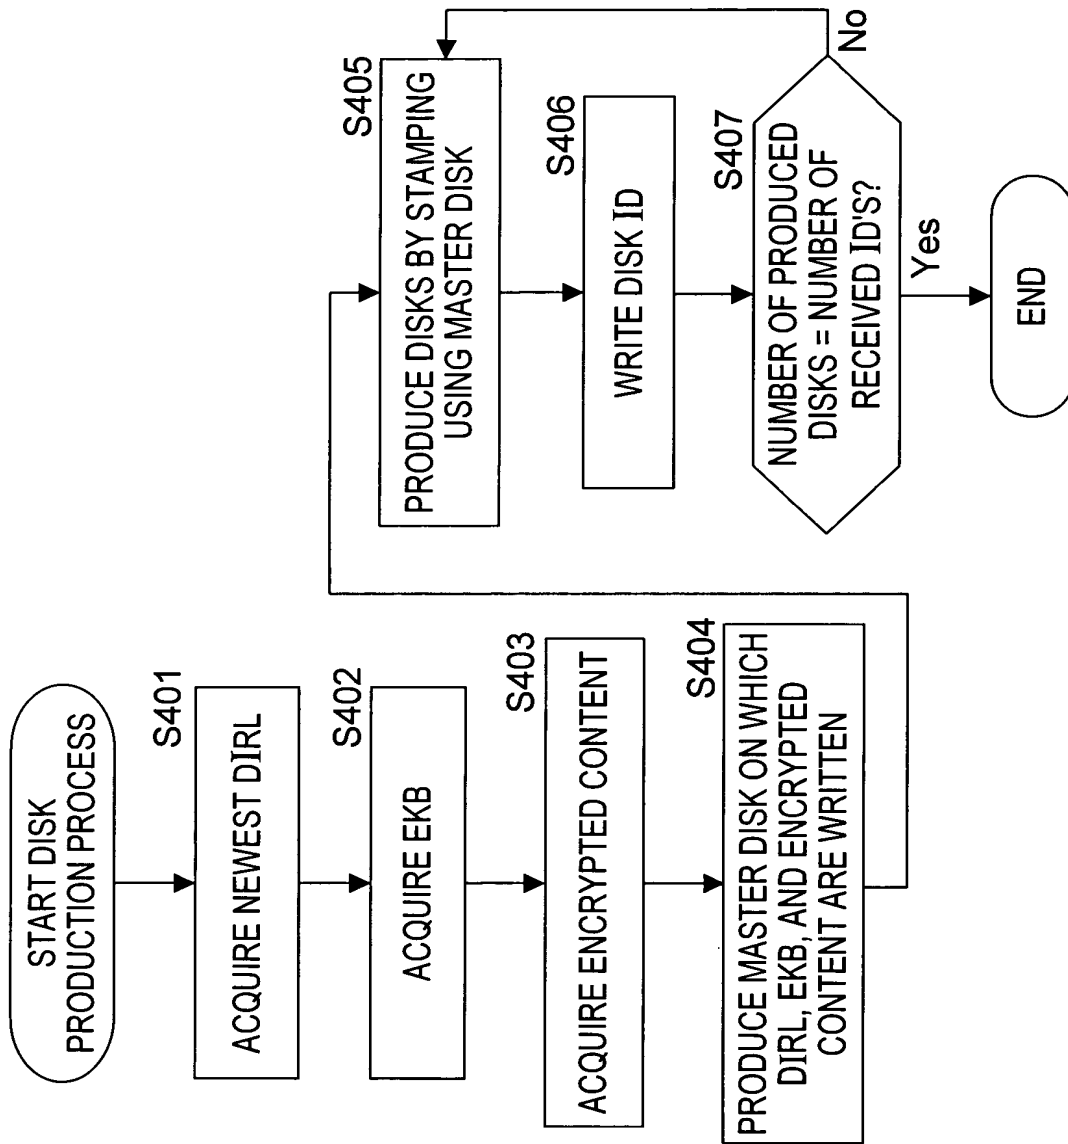 START DISK
PRODUCTION PROCESS
S401
ACQUIRE NEWEST DIRL
S402
ACQUIRE EKB
S403
ACQUIRE ENCRYPTED CONTENT
S404
PRODUCE MASTER DISK ON WHICH
DIRL, EKB, AND ENCRYPTED
CONTENT ARE WRITTEN
S405
PRODUCE DISKS BY STAMPING
USING MASTER DISK
S406
WRITE DISK ID
S407
NUMBER OF PRODUCED
DISKS = NUMBER OF
RECEIVED ID'S?
No
Yes
END